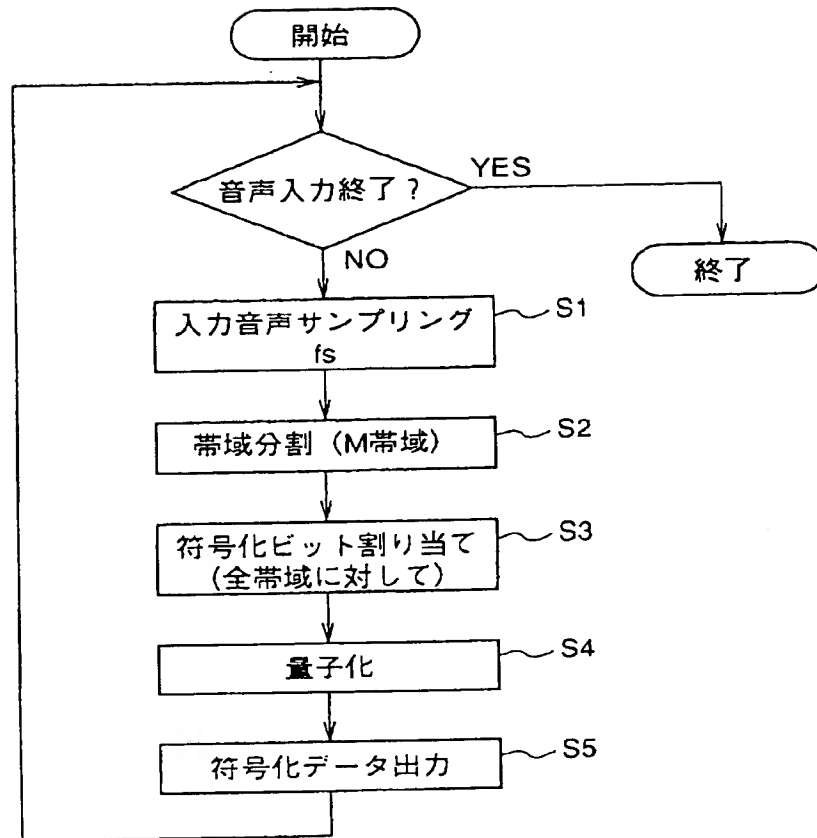 開始
音声入力終了?
YES
NO
終了
入力音声サンプリング
fs
S1
帯域分割(M帯域)
S2
符号化ビット割り当て
(全帯域に対して)
S3
量子化
S4
符号化データ出力
S5